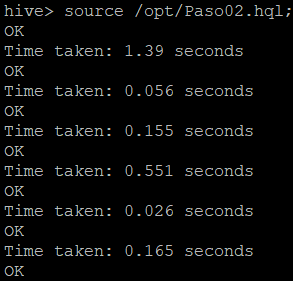 hive> source /opt/Paso02.hql;
OK
Time taken: 1.39 seconds
OK
Time taken: 0.056 seconds
OK
Time taken: 0.155 seconds
OK
Time taken: 0.551 seconds
OK
Time taken: 0.026 seconds
OK
Time taken: 0.165 seconds
OK